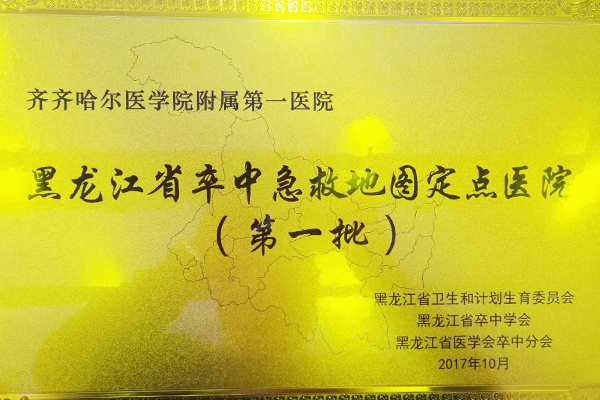 齐齐哈尔医学院附属第一医院
黑龙江省卒中急救地图定点医院
（第一批）
黑龙江省卫生和计划生育委员会
黑龙江省卒中学会
黑龙江省医学会卒中分会
2017年10月